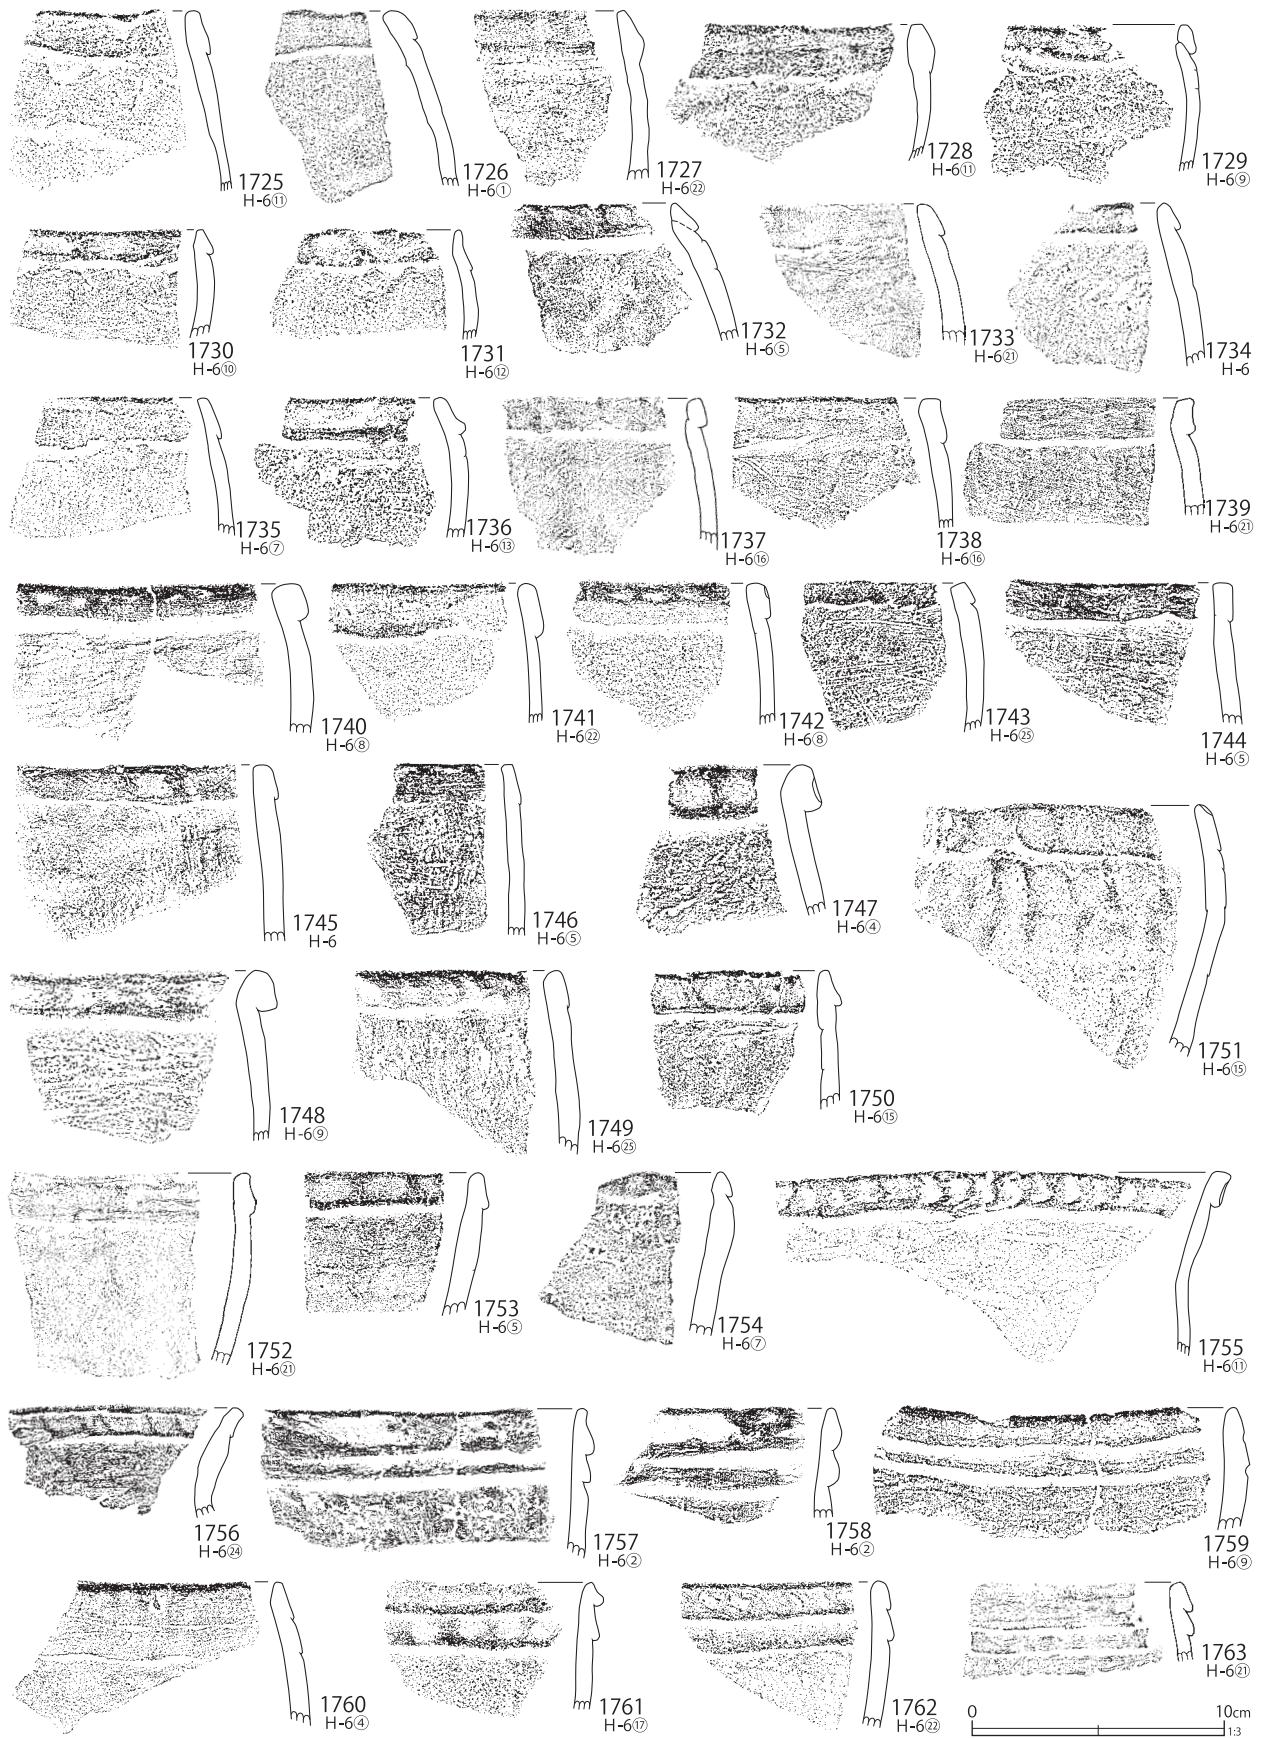 1725
H-6⑪
1726
H-6①
1727
H-6㉒
1728
H-6⑪
1729
H-6⑨
1730
H-6⑩
1731
H-6⑫
1732
H-6⑤
1733
H-6㉑
1734
H-6
1735
H-6⑦
1736
H-6⑬
1737
H-6⑯
1738
H-6⑯
1739
H-6㉑
1740
H-6⑧
1741
H-6㉒
1742
H-6⑧
1743
H-6㉕
1744
H-6⑤
1745
H-6
1746
H-6⑤
1747
H-6④
1748
H-6⑨
1749
H-6㉕
1750
H-6⑮
1751
H-6⑮
1752
H-6㉑
1753
H-6⑤
1754
H-6⑦
1755
H-6⑪
1756
H-6㉔
1757
H-6②
1758
H-6②
1759
H-6⑨
1760
H-6④
1761
H-6⑰
1762
H-6㉒
1763
H-6㉑
0 10cm
1:3